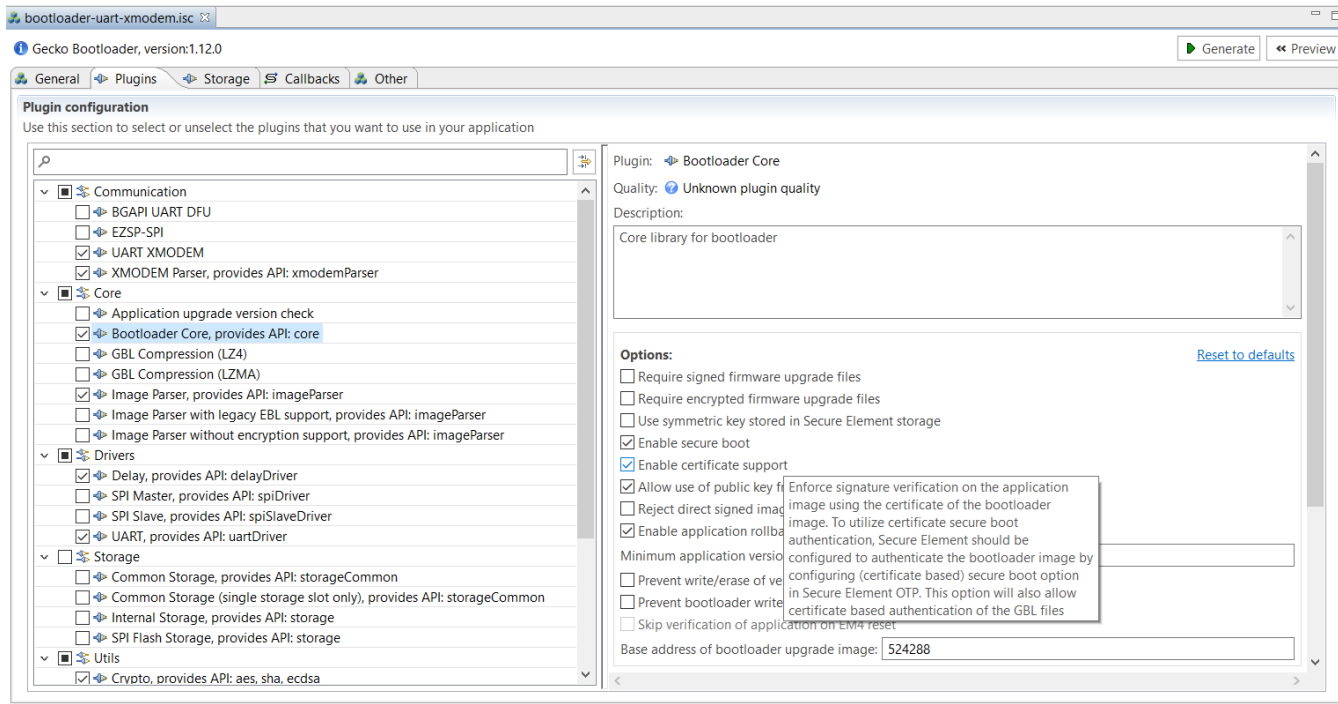 bootloader-uart-xmodem.isc
Gecko Bootloader, version:1.12.0
Generate
Preview
General
Plugins
Storage
Callbacks
Other
Plugin configuration
Use this section to select or unselect the plugins that you want to use in your application
Communication
BGAPI UART DFU
EZSP-SPI
UART XMODEM
XMODEM Parser, provides API: xmodemParser
Core
Application upgrade version check
Bootloader Core, provides API: core
GBL Compression (LZ4)
GBL Compression (LZMA)
Image Parser, provides API: imageParser
Image Parser with legacy EBL support, provides API: imageParser
Image Parser without encryption support, provides API: imageParser
Drivers
Delay, provides API: delayDriver
SPI Master, provides API: spiDriver
SPI Slave, provides API: spiSlaveDriver
UART, provides API: uartDriver
Storage
Common Storage, provides API: storageCommon
Common Storage (single storage slot only), provides API: storageCommon
Internal Storage, provides API: storage
SPI Flash Storage, provides API: storage
Utils
Crypto, provides API: aes, sha, ecdsa
Plugin: Bootloader Core
Quality: Unknown plugin quality
Description:
Core library for bootloader
Options:
Reset to defaults
Require signed firmware upgrade files
Require encrypted firmware upgrade files
Use symmetric key stored in Secure Element storage
Enable secure boot
Enable certificate support
Allow use of public key f
Reject direct signed imag
Enable application rollba
Minimum application versio
Prevent write/erase of ve
Prevent bootloader write
Skip verification of application on EM4 reset
Base address of bootloader upgrade image: 524288
Enforce signature verification on the application
image using the certificate of the bootloader
image. To utilize certificate secure boot
authentication, Secure Element should be
configured to authenticate the bootloader image by
configuring (certificate based) secure boot option
in Secure Element OTP. This option will also allow
certificate based authentication of the GBL files